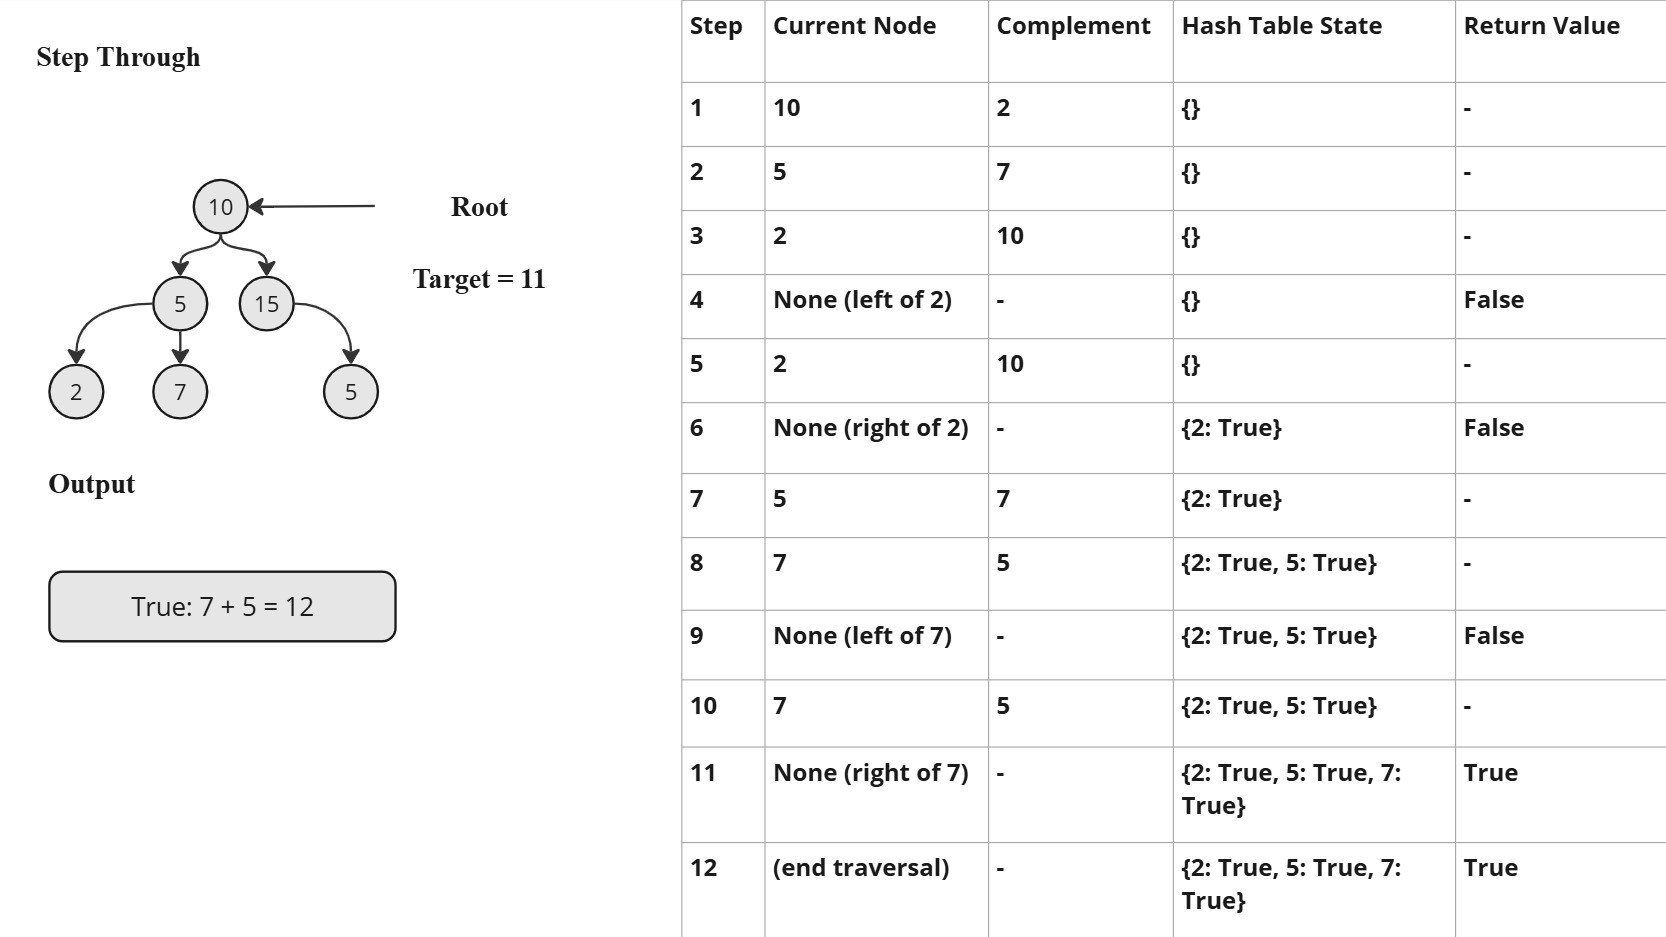 Step Through
10
Root
Target = 11
5
15
2
7
5
Output
True: 7 + 5 = 12
Step Current Node Complement Hash Table State Return Value
1 10 2 {} -
2 5 7 {} -
3 2 10 {} -
4 None (left of 2) - {} False
5 2 10 {} -
6 None (right of 2) - {2: True} False
7 5 7 {2: True} -
8 7 5 {2: True, 5: True} -
9 None (left of 7) - {2: True, 5: True} False
10 7 5 {2: True, 5: True} -
11 None (right of 7) - {2: True, 5: True, 7: True
True}
12 (end traversal) - {2: True, 5: True, 7: True
True}